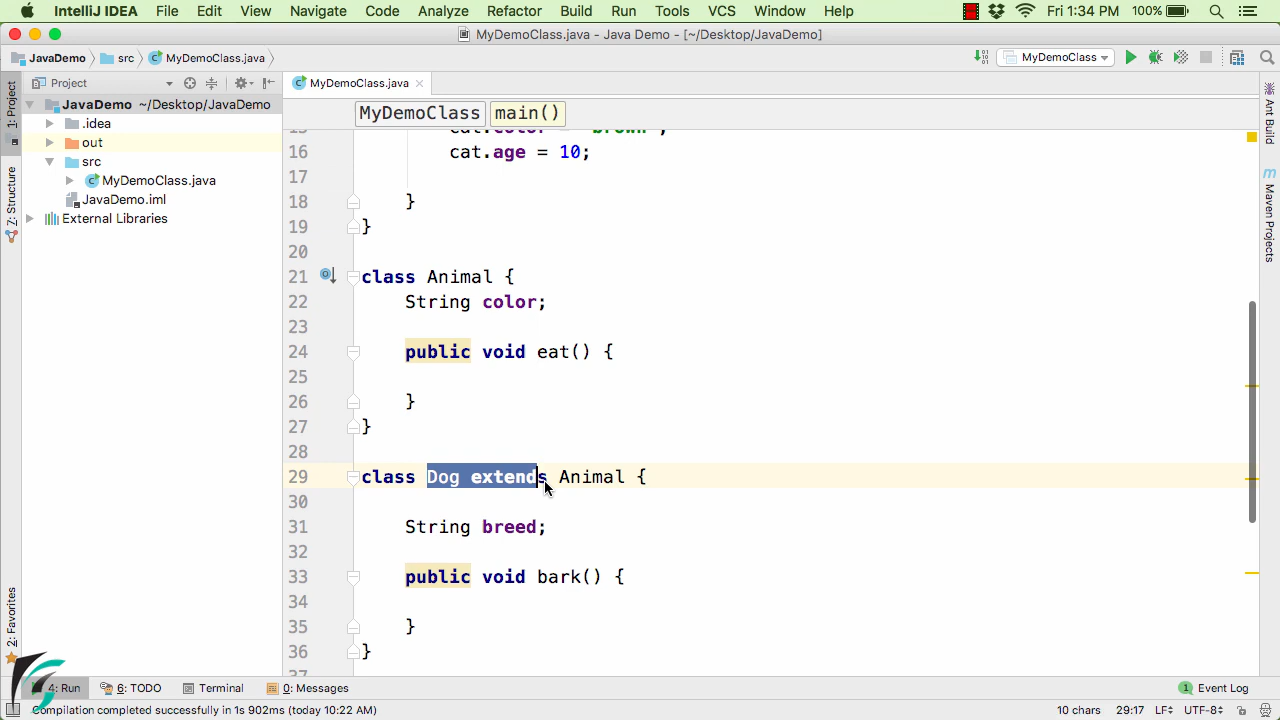 IntelliJ IDEA File Edit View Navigate Code Analyze Refactor Build Run Tools VCS Window Help Fri 1:34 PM 100%
MyDemoClass.java - Java Demo - [~/Desktop/JavaDemo]
JavaDemo src MyDemoClass.java MyDemoClass
Project MyDemoClass.java
1: Project
7: Structure
2: Favorites
Ant Build
Maven Projects
JavaDemo ~/Desktop/JavaDemo
.idea
out
src
MyDemoClass.java
JavaDemo.iml
External Libraries
MyDemoClass main()
15 cat.color = "brown";
16 cat.age = 10;
17
18 }
19 }
20
21 class Animal {
22 String color;
23
24 public void eat() {
25
26 }
27 }
28
29 class Dog extends Animal {
30
31 String breed;
32
33 public void bark() {
34
35 }
36 }
37
4: Run 6: TODO Terminal 0: Messages 1 Event Log
Compilation completed successfully in 1s 902ms (today 10:22 AM) 10 chars 29:17 LF÷ UTF-8÷